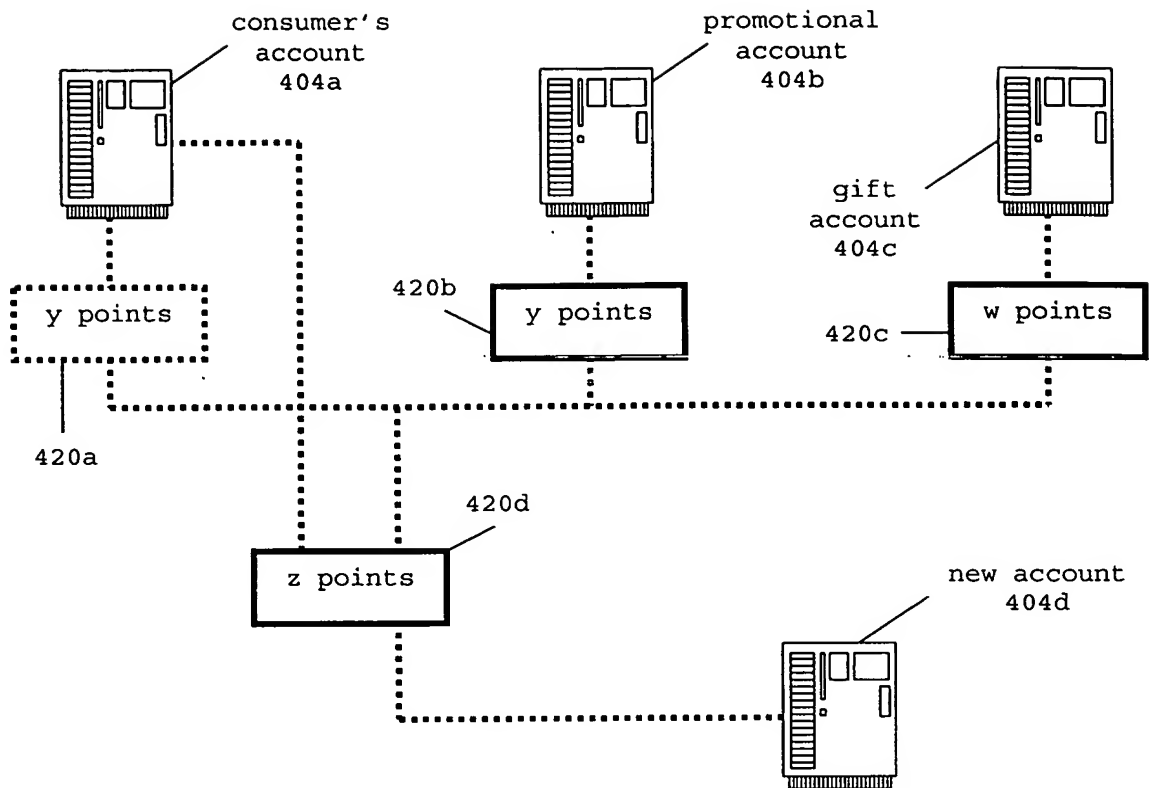 consumer's
account
404a
promotional
account
404b
gift
account
404c
y points
420b
y points
420c
w points
420a
420d
z points
new account
404d